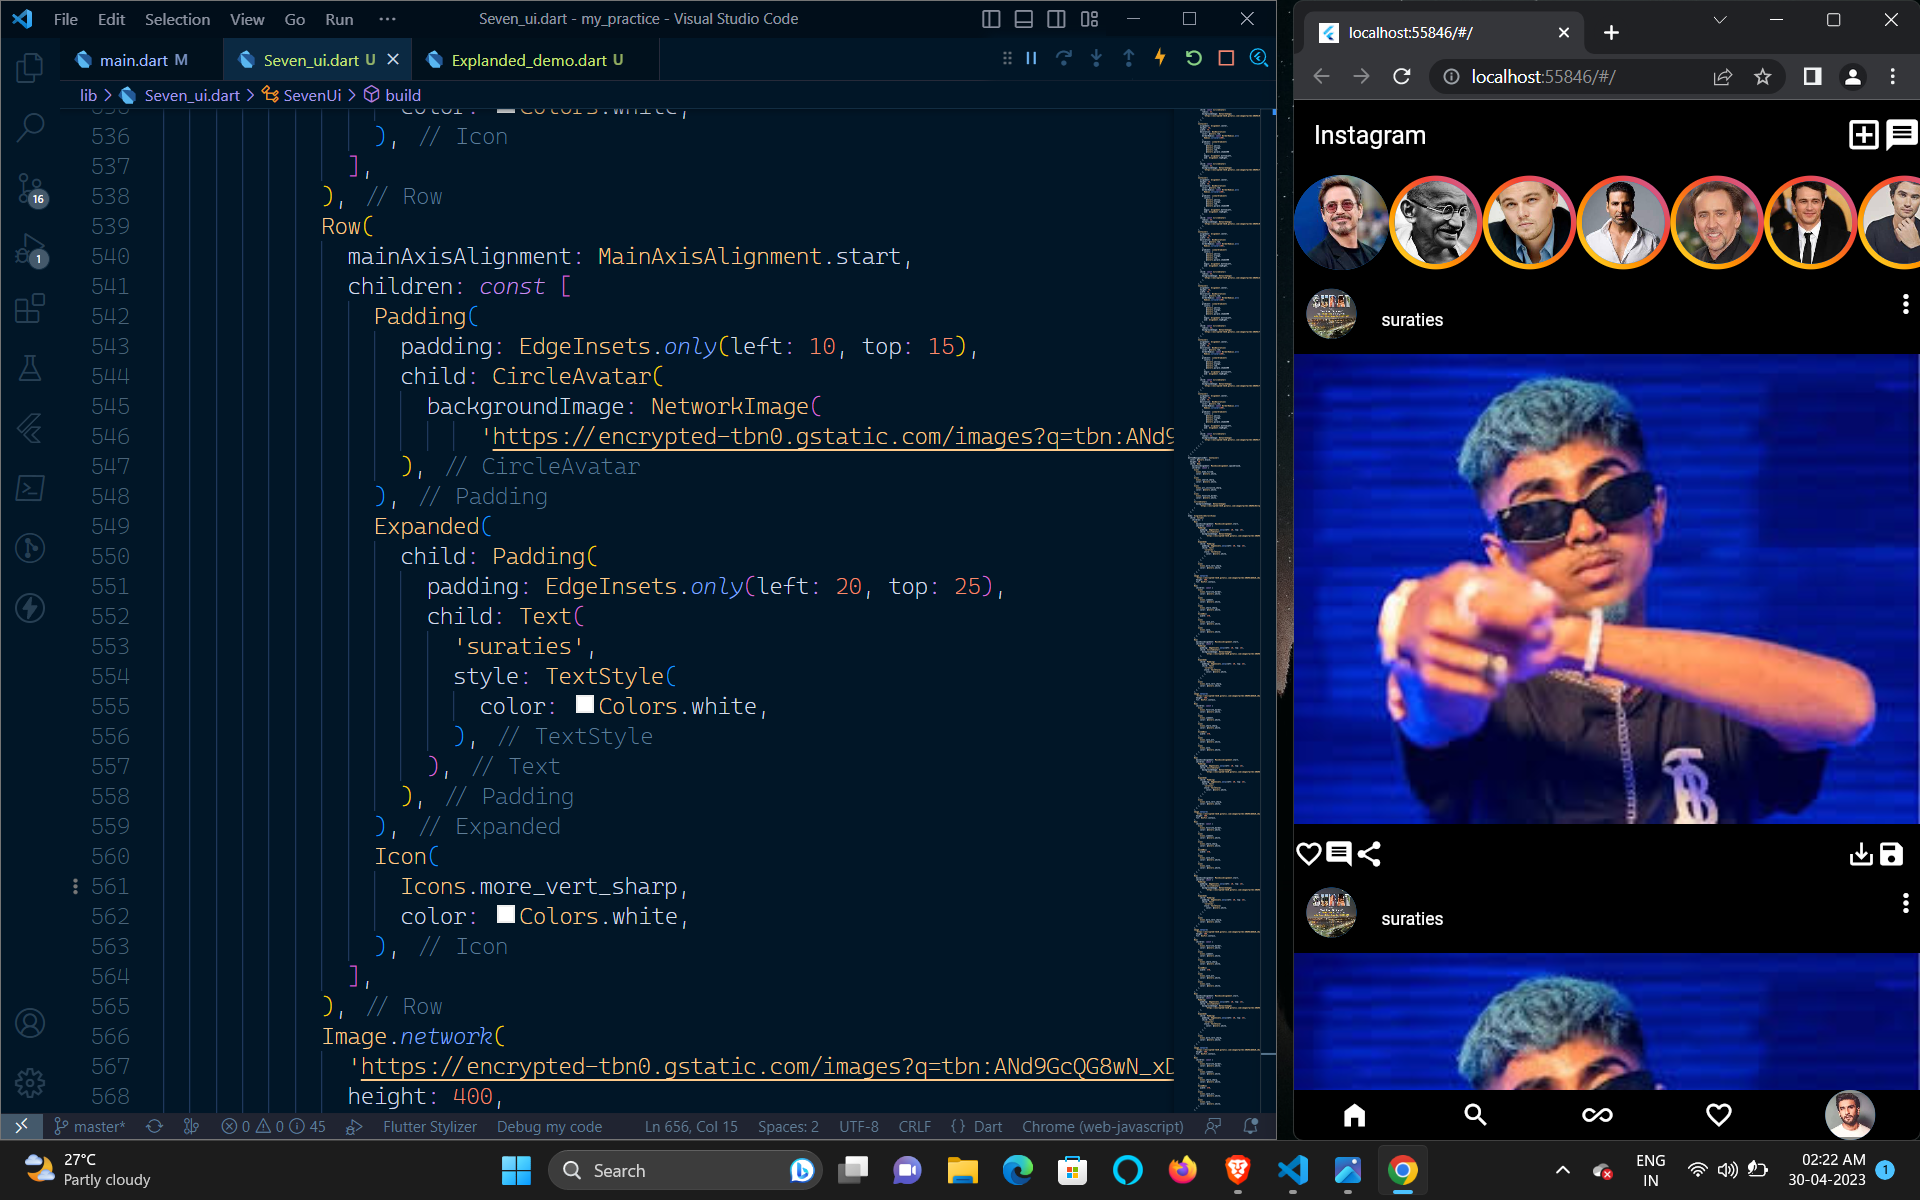 File Edit Selection View Go Run ··· Seven_ui.dart - my_practice - Visual Studio Code
main.dart M Seven_ui.dart U Explanded_demo.dart U
lib > Seven_ui.dart > SevenUi > build
536 ), // Icon
537 ],
538 ), // Row
539 Row(
540 mainAxisAlignment: MainAxisAlignment.start,
541 children: const [
542 Padding(
543 padding: EdgeInsets.only(left: 10, top: 15),
544 child: CircleAvatar(
545 backgroundImage: NetworkImage(
546 'https://encrypted-tbn0.gstatic.com/images?q=tbn:ANd9
547 ), // CircleAvatar
548 ), // Padding
549 Expanded(
550 child: Padding(
551 padding: EdgeInsets.only(left: 20, top: 25),
552 child: Text(
553 'suraties',
554 style: TextStyle(
555 color: Colors.white,
556 ), // TextStyle
557 ), // Text
558 ), // Padding
559 ), // Expanded
560 Icon(
561 Icons.more_vert_sharp,
562 color: Colors.white,
563 ), // Icon
564 ],
565 ), // Row
566 Image.network(
567 'https://encrypted-tbn0.gstatic.com/images?q=tbn:ANd9GcQG8wN_xD
568 height: 400,
16
1
master* 0 0 45 Flutter Stylizer Debug my code Ln 656, Col 15 Spaces: 2 UTF-8 CRLF {} Dart Chrome (web-javascript)
localhost:55846/#/
localhost:55846/#/
Instagram
suraties
suraties
27°C
Partly cloudy
Search
ENG
IN
02:22 AM
30-04-2023
1